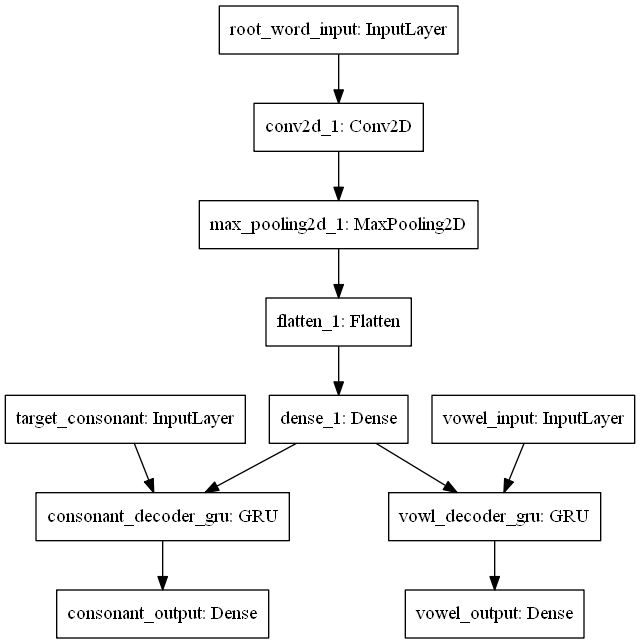 root_word_input: InputLayer
conv2d_1: Conv2D
max_pooling2d_1: MaxPooling2D
flatten_1: Flatten
target_consonant: InputLayer
dense_1: Dense
vowel_input: InputLayer
consonant_decoder_gru: GRU
vowl_decoder_gru: GRU
consonant_output: Dense
vowel_output: Dense